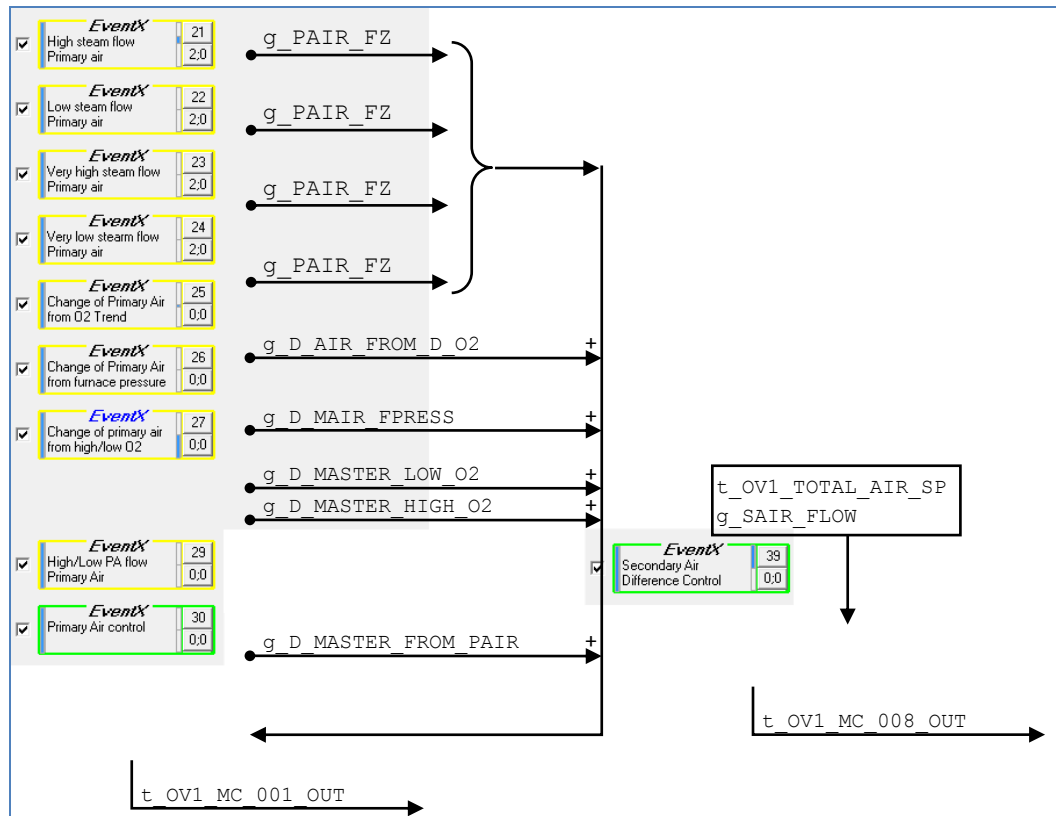 EventX
High steam flow
Primary air
21
2;0
g_PAIR_FZ
EventX
Low steam flow
Primary air
22
2;0
g_PAIR_FZ
EventX
Very high steam flow
Primary air
23
2;0
g_PAIR_FZ
EventX
Very low stearm flow
Primary air
24
2;0
g_PAIR_FZ
EventX
Change of Primary Air
from O2 Trend
25
0;0
g_D_AIR_FROM_D_O2 +
EventX
Change of Primary Air
from furnace pressure
26
0;0
g_D_MAIR_FPRESS +
EventX
Change of primary air
from high/low O2
27
0;0
g_D_MASTER_LOW_O2 +
g_D_MASTER_HIGH_O2 +
t_OV1_TOTAL_AIR_SP
g_SAIR_FLOW
EventX
High/Low PA flow
Primary Air
29
0;0
EventX
Secondary Air
Difference Control
39
0;0
EventX
Primary Air control
30
0;0
g_D_MASTER_FROM_PAIR +
t_OV1_MC_008_OUT
t_OV1_MC_001_OUT